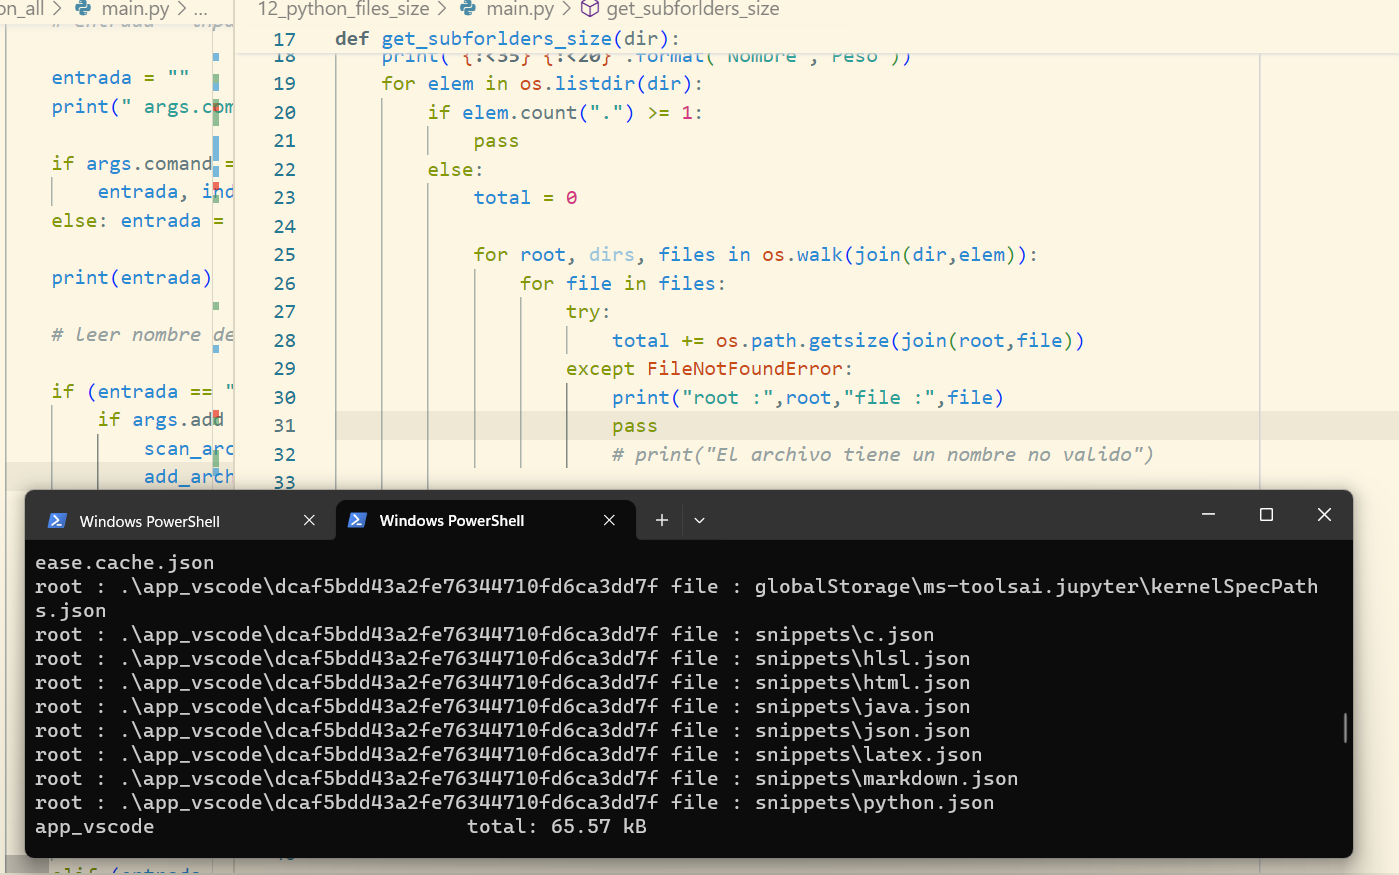 on_all > main.py > ...
# entrada
entrada = ""
print(" args.com
if args.comand =
entrada, ind
else: entrada =
print(entrada)
# leer nombre de
if (entrada == "
if args.add
scan_arc
add_arch
elif (entrada
12_python_files_size > main.py > get_subforlders_size
17 def get_subforlders_size(dir):
18 print("{:<35} {:<20}".format("Nombre", "Peso"))
19 for elem in os.listdir(dir):
20 if elem.count(".") >= 1:
21 pass
22 else:
23 total = 0
24
25 for root, dirs, files in os.walk(join(dir,elem)):
26 for file in files:
27 try:
28 total += os.path.getsize(join(root,file))
29 except FileNotFoundError:
30 print("root :",root,"file :",file)
31 pass
32 # print("El archivo tiene un nombre no valido")
33
Windows PowerShell
Windows PowerShell
ease.cache.json
root : .\app_vscode\dcaf5bdd43a2fe76344710fd6ca3dd7f file : globalStorage\ms-toolsai.jupyter\kernelSpecPath
s.json
root : .\app_vscode\dcaf5bdd43a2fe76344710fd6ca3dd7f file : snippets\c.json
root : .\app_vscode\dcaf5bdd43a2fe76344710fd6ca3dd7f file : snippets\hlsl.json
root : .\app_vscode\dcaf5bdd43a2fe76344710fd6ca3dd7f file : snippets\html.json
root : .\app_vscode\dcaf5bdd43a2fe76344710fd6ca3dd7f file : snippets\java.json
root : .\app_vscode\dcaf5bdd43a2fe76344710fd6ca3dd7f file : snippets\json.json
root : .\app_vscode\dcaf5bdd43a2fe76344710fd6ca3dd7f file : snippets\latex.json
root : .\app_vscode\dcaf5bdd43a2fe76344710fd6ca3dd7f file : snippets\markdown.json
root : .\app_vscode\dcaf5bdd43a2fe76344710fd6ca3dd7f file : snippets\python.json
app_vscode total: 65.57 kB